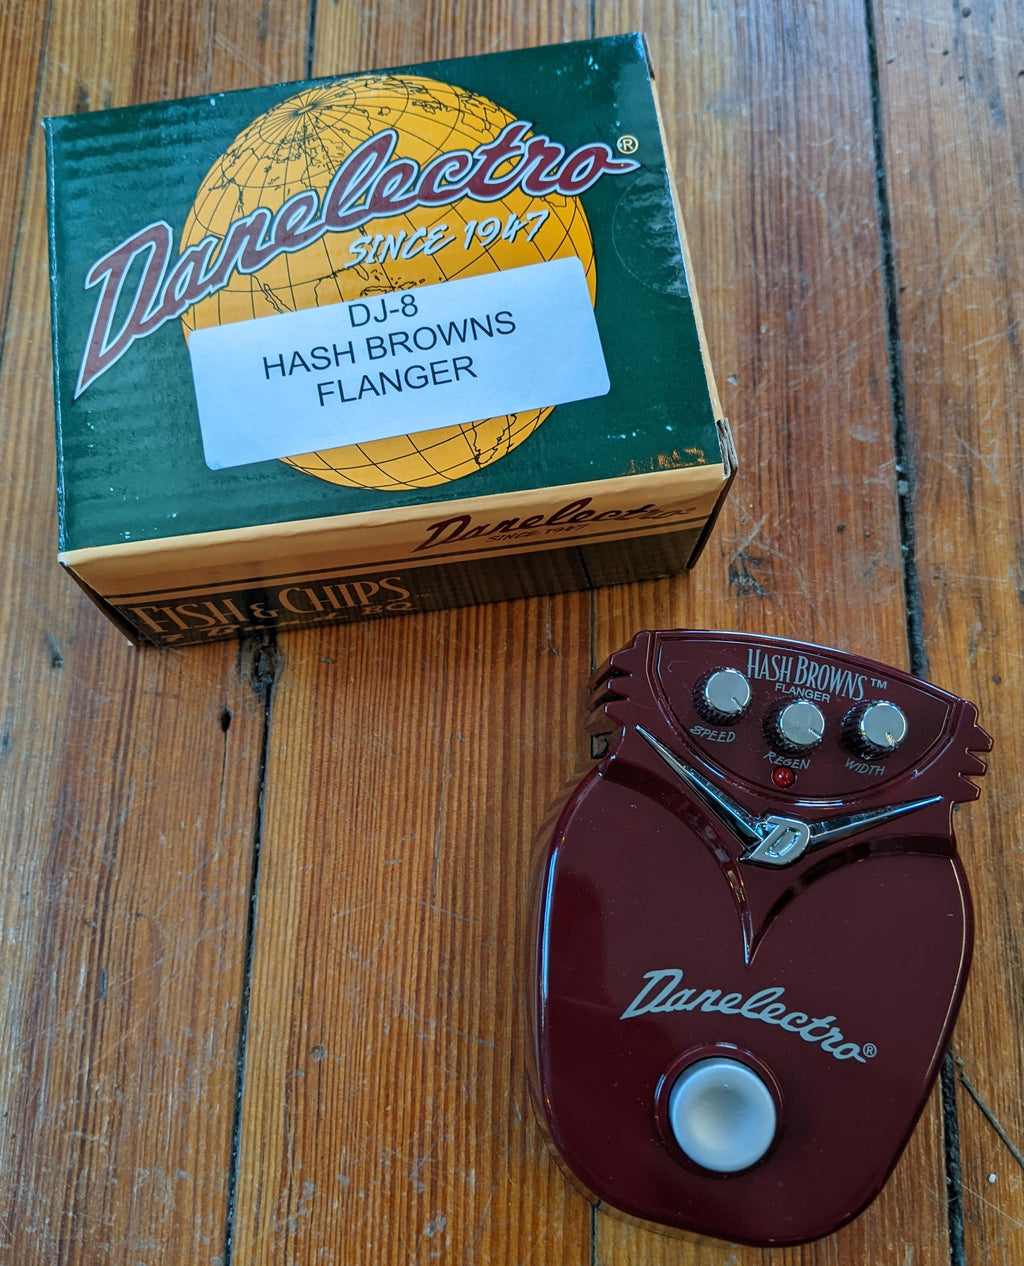 Danelectro®
SINCE 1947
DJ-8
HASH BROWNS
FLANGER
Danelectro®
SINCE 1947
FISH & CHIPS
HASH BROWNS™
FLANGER
SPEED
REGEN
WIDTH
D
Danelectro®